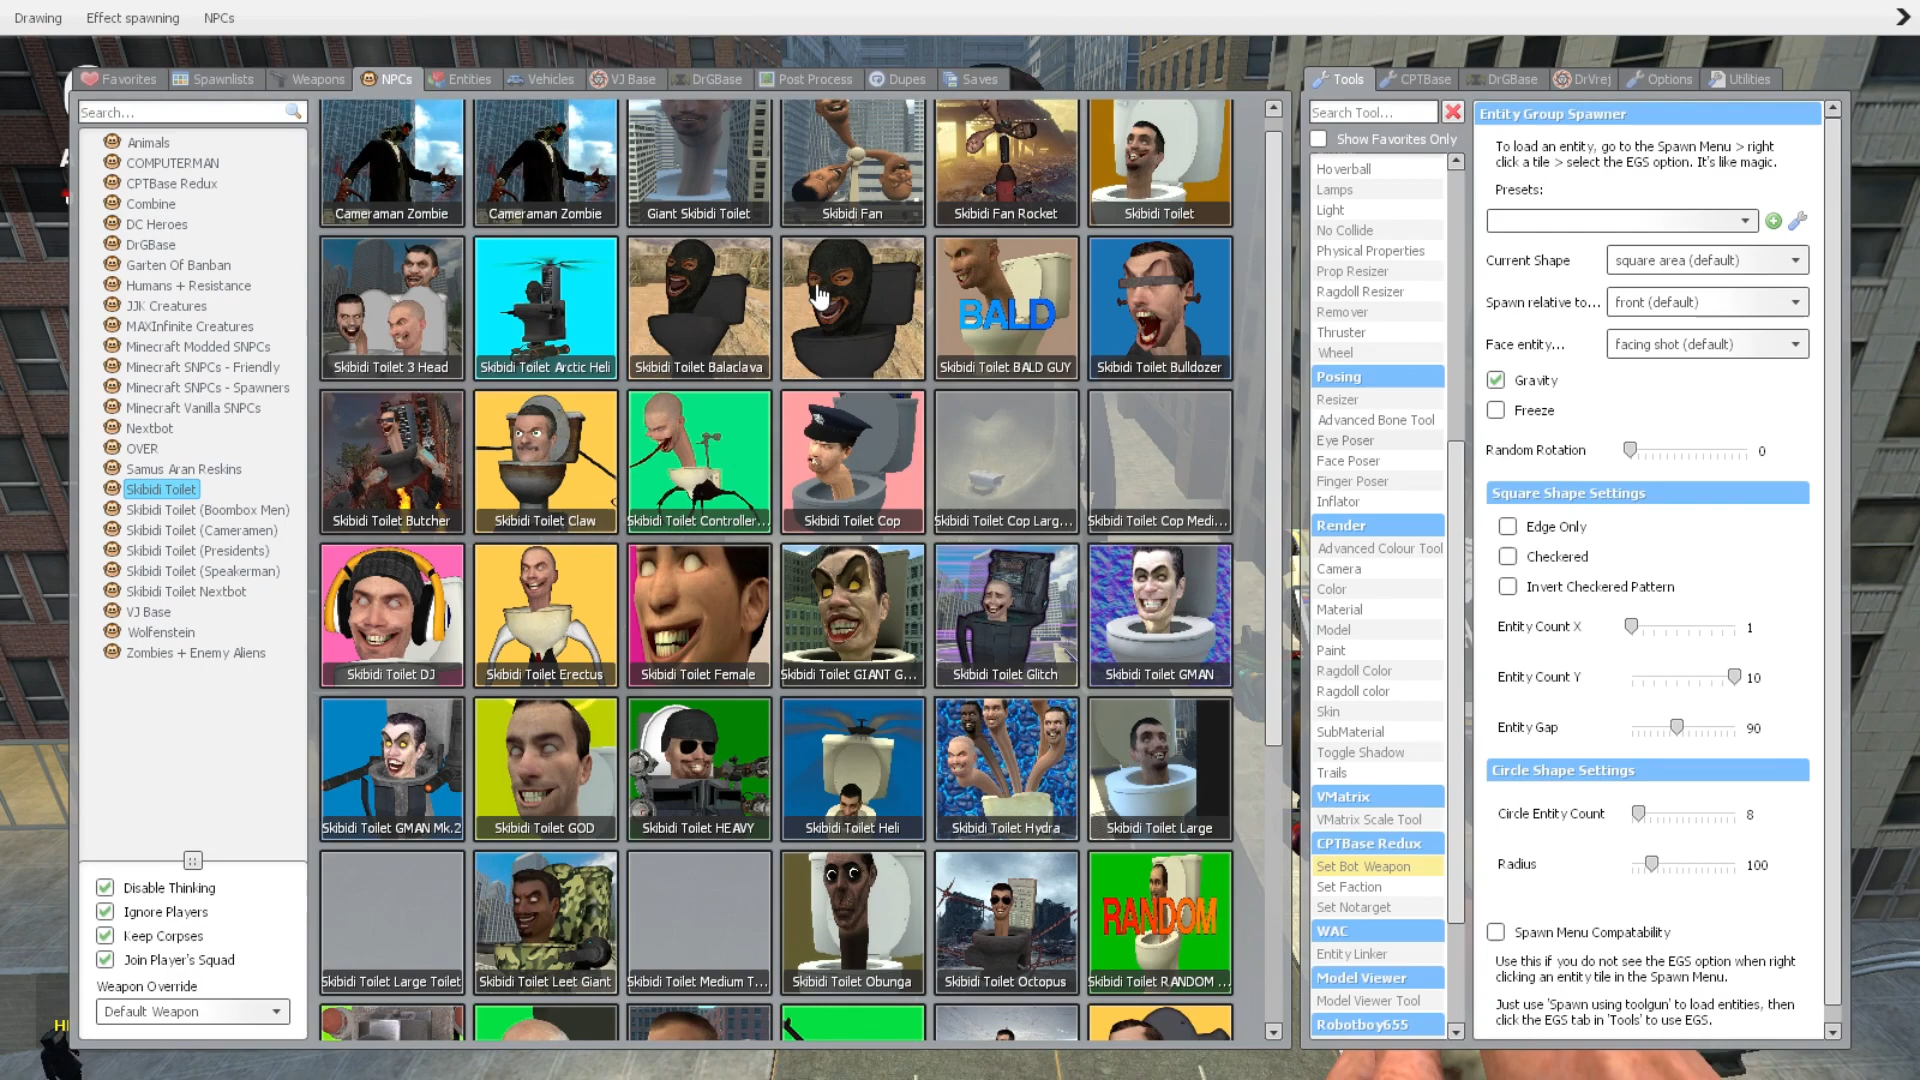 Drawing Effect spawning NPCs
Favorites Spawnlists Weapons NPCs Entities Vehicles VJ Base DrGBase Post Process Dupes Saves
Search...
Animals
COMPUTERMAN
CPTBase Redux
Combine
DC Heroes
DrGBase
Garten Of Banban
Humans + Resistance
JJK Creatures
MAXInfinite Creatures
Minecraft Modded SNPCs
Minecraft SNPCs - Friendly
Minecraft SNPCs - Spawners
Minecraft Vanilla SNPCs
Nextbot
OVER
Samus Aran Reskins
Skibidi Toilet
Skibidi Toilet (Boombox Men)
Skibidi Toilet (Cameramen)
Skibidi Toilet (Presidents)
Skibidi Toilet (Speakerman)
Skibidi Toilet Nextbot
VJ Base
Wolfenstein
Zombies + Enemy Aliens
Disable Thinking
Ignore Players
Keep Corpses
Join Player's Squad
Weapon Override
Default Weapon
Cameraman Zombie Cameraman Zombie Giant Skibidi Toilet Skibidi Fan Skibidi Fan Rocket Skibidi Toilet
BALD
Skibidi Toilet 3 Head Skibidi Toilet Arctic Heli Skibidi Toilet Balaclava Skibidi Toilet BALD GUY Skibidi Toilet Bulldozer
Skibidi Toilet Butcher Skibidi Toilet Claw Skibidi Toilet Controller... Skibidi Toilet Cop Skibidi Toilet Cop Larg... Skibidi Toilet Cop Medi...
Skibidi Toilet DJ Skibidi Toilet Erectus Skibidi Toilet Female Skibidi Toilet GIANT G... Skibidi Toilet Glitch Skibidi Toilet GMAN
Skibidi Toilet GMAN Mk.2 Skibidi Toilet GOD Skibidi Toilet HEAVY Skibidi Toilet Heli Skibidi Toilet Hydra Skibidi Toilet Large
RANDOM
Skibidi Toilet Large Toilet Skibidi Toilet Leet Giant Skibidi Toilet Medium T... Skibidi Toilet Obunga Skibidi Toilet Octopus Skibidi Toilet RANDOM ...
Tools CPTBase DrGBase DrVrej Options Utilities
Search Tool...
Show Favorites Only
Hoverball
Lamps
Light
No Collide
Physical Properties
Prop Resizer
Ragdoll Resizer
Remover
Thruster
Wheel
Posing
Resizer
Advanced Bone Tool
Eye Poser
Face Poser
Finger Poser
Inflator
Render
Advanced Colour Tool
Camera
Color
Material
Model
Paint
Ragdoll Color
Ragdoll color
Skin
SubMaterial
Toggle Shadow
Trails
VMatrix
VMatrix Scale Tool
CPTBase Redux
Set Bot Weapon
Set Faction
Set Notarget
WAC
Entity Linker
Model Viewer
Model Viewer Tool
Robotboy655
Entity Group Spawner
To load an entity, go to the Spawn Menu > right
click a tile > select the EGS option. It's like magic.
Presets:
Current Shape square area (default)
Spawn relative to... front (default)
Face entity... facing shot (default)
Gravity
Freeze
Random Rotation 0
Square Shape Settings
Edge Only
Checkered
Invert Checkered Pattern
Entity Count X 1
Entity Count Y 10
Entity Gap 90
Circle Shape Settings
Circle Entity Count 8
Radius 100
Spawn Menu Compatability
Use this if you do not see the EGS option when right
clicking an entity tile in the Spawn Menu.
Just use 'Spawn using toolgun' to load entities, then
click the EGS tab in 'Tools' to use EGS.